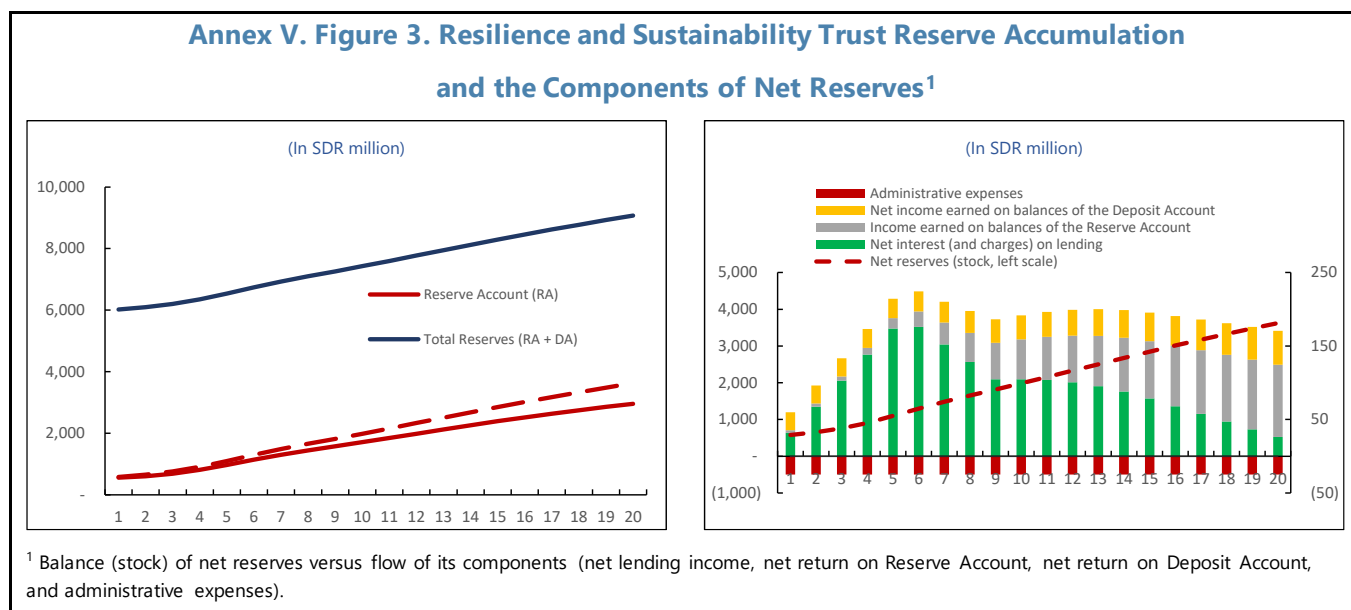 Annex V. Figure 3. Resilience and Sustainability Trust Reserve Accumulation
and the Components of Net Reserves1
(In SDR million)
10,000
8,000
6,000
4,000
2,000
-
Reserve Account (RA)
Total Reserves (RA + DA)
1 2 3 4 5 6 7 8 9 10 11 12 13 14 15 16 17 18 19 20
(In SDR million)
Administrative expenses
Net income earned on balances of the Deposit Account
Income earned on balances of the Reserve Account
Net interest (and charges) on lending
Net reserves (stock, left scale)
5,000 250
4,000
3,000 150
2,000
1,000 50
-
(1,000) (50)
1 2 3 4 5 6 7 8 9 10 11 12 13 14 15 16 17 18 19 20
1 Balance (stock) of net reserves versus flow of its components (net lending income, net return on Reserve Account, net return on Deposit Account,
and administrative expenses).